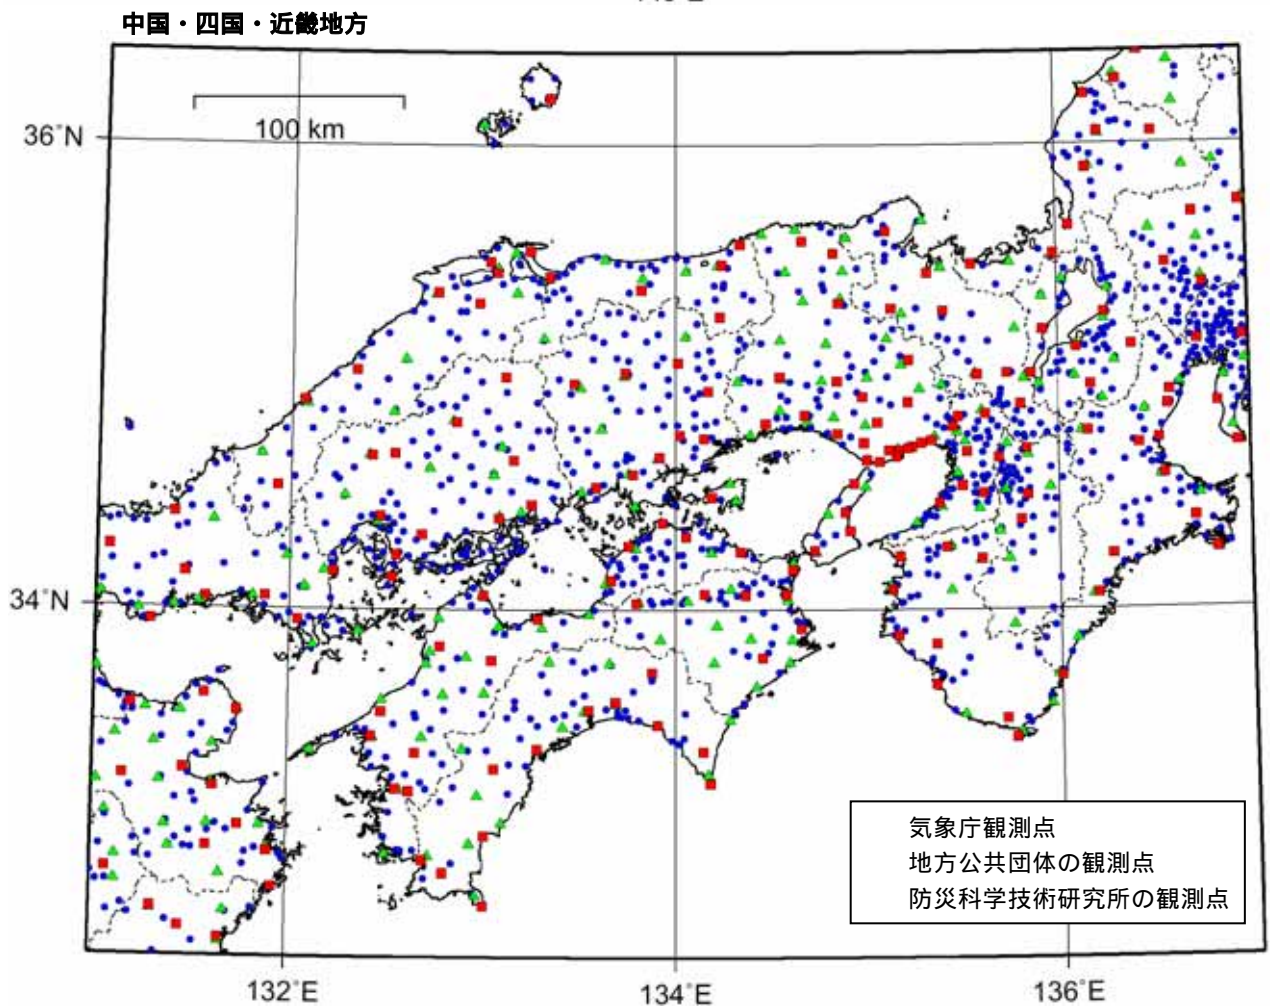 中国・四国・近畿地方
100 km
36˚N
34˚N
気象庁観測点
地方公共団体の観測点
防災科学技術研究所の観測点
132˚E
134˚E
136˚E